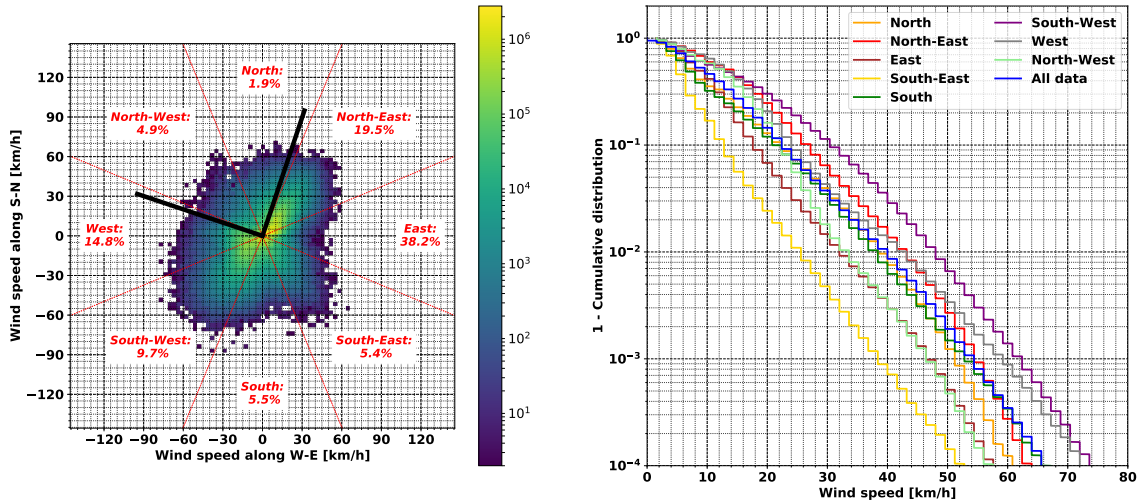 North:
1.9%
North-West:
4.9%
North-East:
19.5%
West:
14.8%
East:
38.2%
South-West:
9.7%
South-East:
5.4%
South:
5.5%
120
90
60
30
0
−30
−60
−90
−120
Wind speed along S-N [km/h]
−120 −90 −60 −30 0 30 60 90 120
Wind speed along W-E [km/h]
10^6
10^5
10^4
10^3
10^2
10^1
North
North-East
East
South-East
South
South-West
West
North-West
All data
10^0
10^−1
10^−2
10^−3
10^−4
1 - Cumulative distribution
0 10 20 30 40 50 60 70 80
Wind speed [km/h]